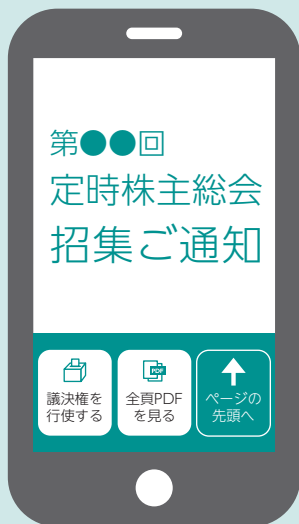 第●●回
定時株主総会
招集ご通知
議決権を
行使する
PDF
全頁PDF
を見る
ページの
先頭へ